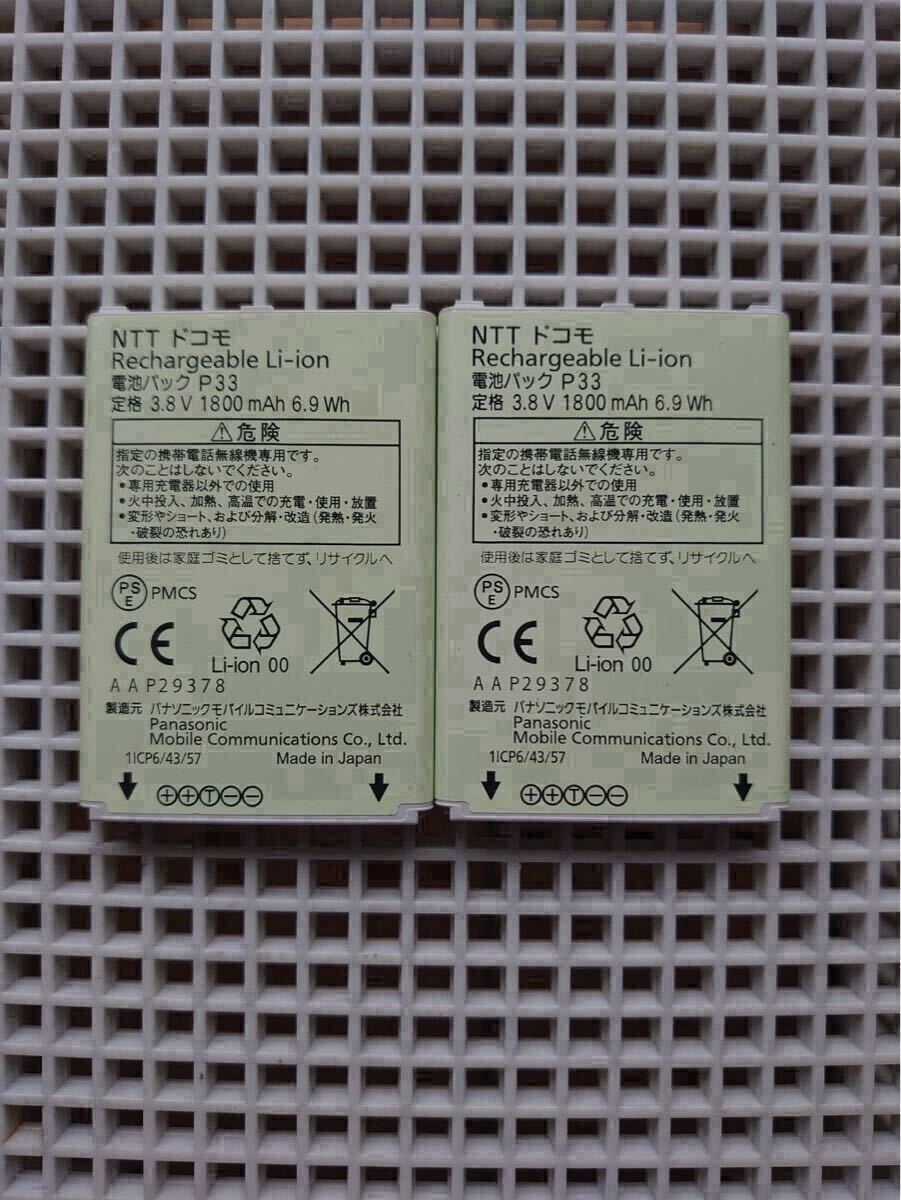 NTT ドコモ
Rechargeable Li-ion
電池パック P33
定格 3.8 V 1800 mAh 6.9 Wh
⚠危険
指定の携帯電話無線機専用です。
次のことはしないでください。
•専用充電器以外での使用
•火中投入、加熱、高温での充電・使用・放置
•変形やショート、および分解・改造(発熱・発火
・破裂の恐れあり)
使用後は家庭ゴミとして捨てず、リサイクルへ
PSE PMCS
CE
Li-ion 00
A A P29378
製造元 パナソニックモバイルコミュニケーションズ株式会社
Panasonic
Mobile Communications Co., Ltd.
1ICP6/43/57 Made in Japan
⊕⊕T⊖⊖
NTT ドコモ
Rechargeable Li-ion
電池パック P33
定格 3.8 V 1800 mAh 6.9 Wh
⚠危険
指定の携帯電話無線機専用です。
次のことはしないでください。
•専用充電器以外での使用
•火中投入、加熱、高温での充電・使用・放置
•変形やショート、および分解・改造(発熱・発火
・破裂の恐れあり)
使用後は家庭ゴミとして捨てず、リサイクルへ
PSE PMCS
CE
Li-ion 00
A A P29378
製造元 パナソニックモバイルコミュニケーションズ株式会社
Panasonic
Mobile Communications Co., Ltd.
1ICP6/43/57 Made in Japan
⊕⊕T⊖⊖